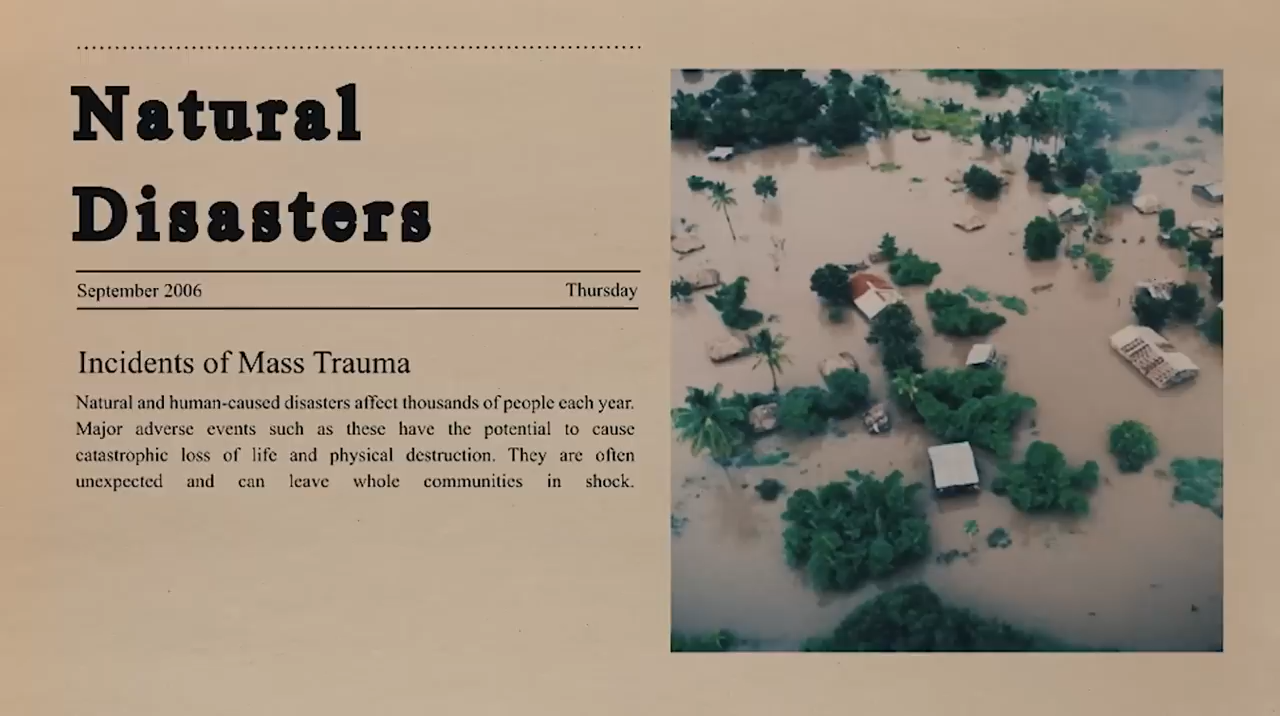 Natural
Disasters
September 2006 Thursday
Incidents of Mass Trauma
Natural and human-caused disasters affect thousands of people each year.
Major adverse events such as these have the potential to cause
catastrophic loss of life and physical destruction. They are often
unexpected and can leave whole communities in shock.